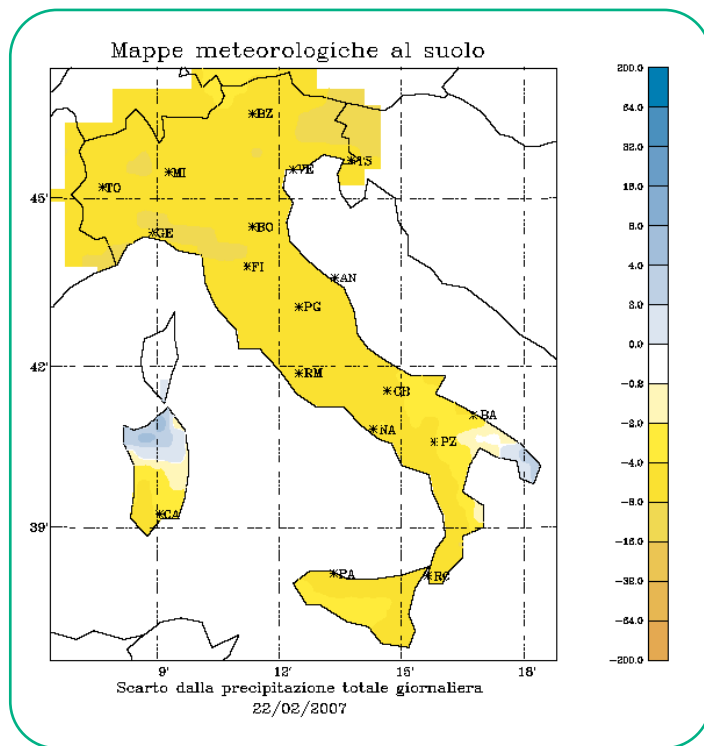 Mappe meteorologiche al suolo
200.0
64.0
32.0
16.0
8.0
4.0
2.0
0.0
-0.8
-2.0
-4.0
-8.0
-16.0
-32.0
-64.0
-200.0
BZ
TS
MI
VE
TO
45'
BO
GE
FI
AN
PG
42'
RM
CB
BA
NA
PZ
CA
39'
PA
RC
9' 12' 15' 18'
Scarto dalla precipitazione totale giornaliera
22/02/2007